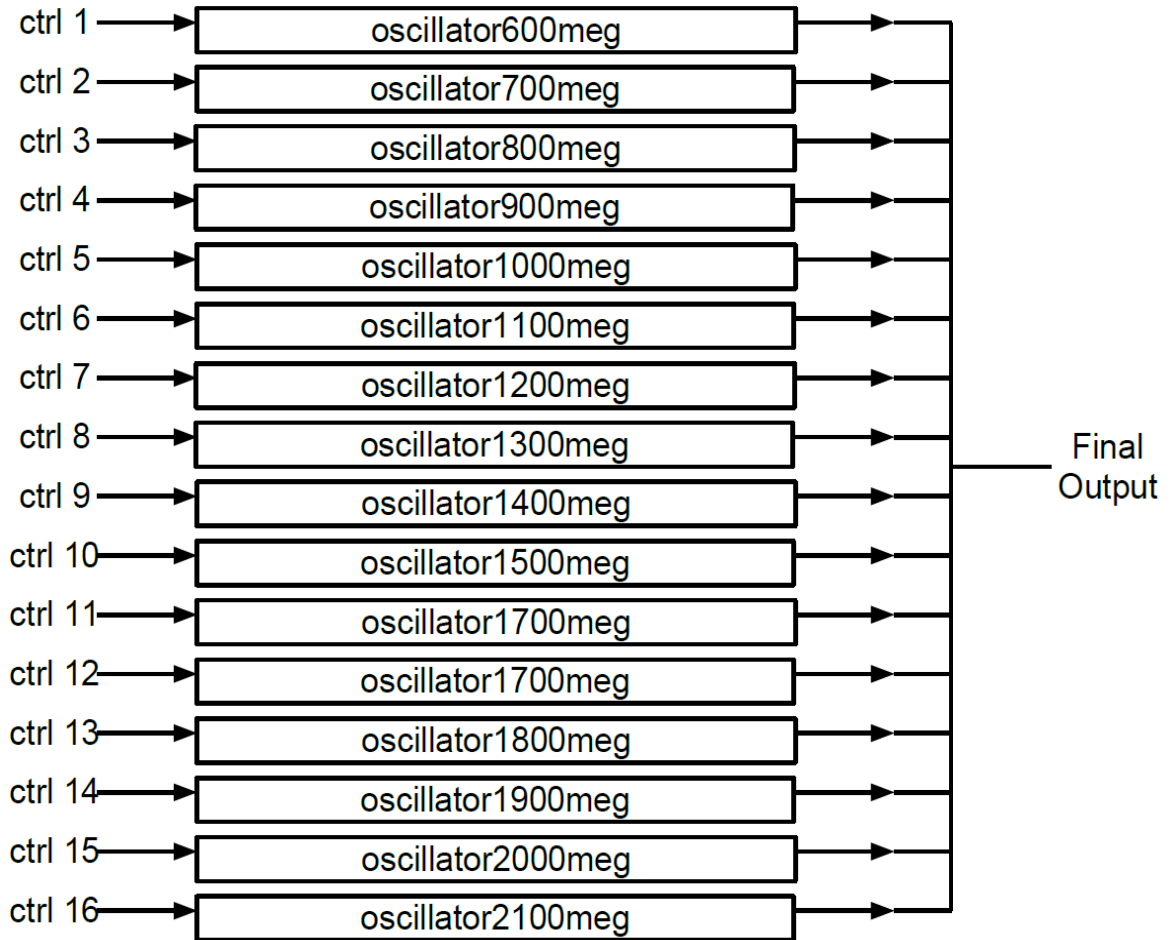 ctrl 1 oscillator600meg
ctrl 2 oscillator700meg
ctrl 3 oscillator800meg
ctrl 4 oscillator900meg
ctrl 5 oscillator1000meg
ctrl 6 oscillator1100meg
ctrl 7 oscillator1200meg
ctrl 8 oscillator1300meg
ctrl 9 oscillator1400meg
ctrl 10 oscillator1500meg
ctrl 11 oscillator1700meg
ctrl 12 oscillator1700meg
ctrl 13 oscillator1800meg
ctrl 14 oscillator1900meg
ctrl 15 oscillator2000meg
ctrl 16 oscillator2100meg
Final
Output